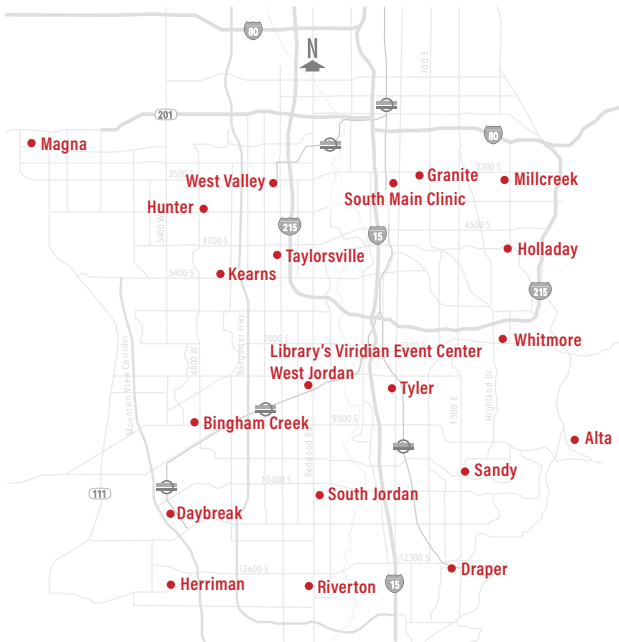 80
N
700 E
201
80
Magna
3500 S
3300 S
West Valley
Granite
Millcreek
South Main Clinic
Hunter
5400 W
215
15
4500 S
4700 S
Holladay
Taylorsville
5400 S
Kearns
215
Mountain View Corridor
4800 W
Bangerter Hwy
7000 S
Whitmore
Library's Viridian Event Center
West Jordan
Tyler
1300 E
Highland Dr.
Bingham Creek
9000 S
Alta
Sandy
10400 S
111
South Jordan
Daybreak
12300 S
Draper
12600 S
Herriman
Riverton
15